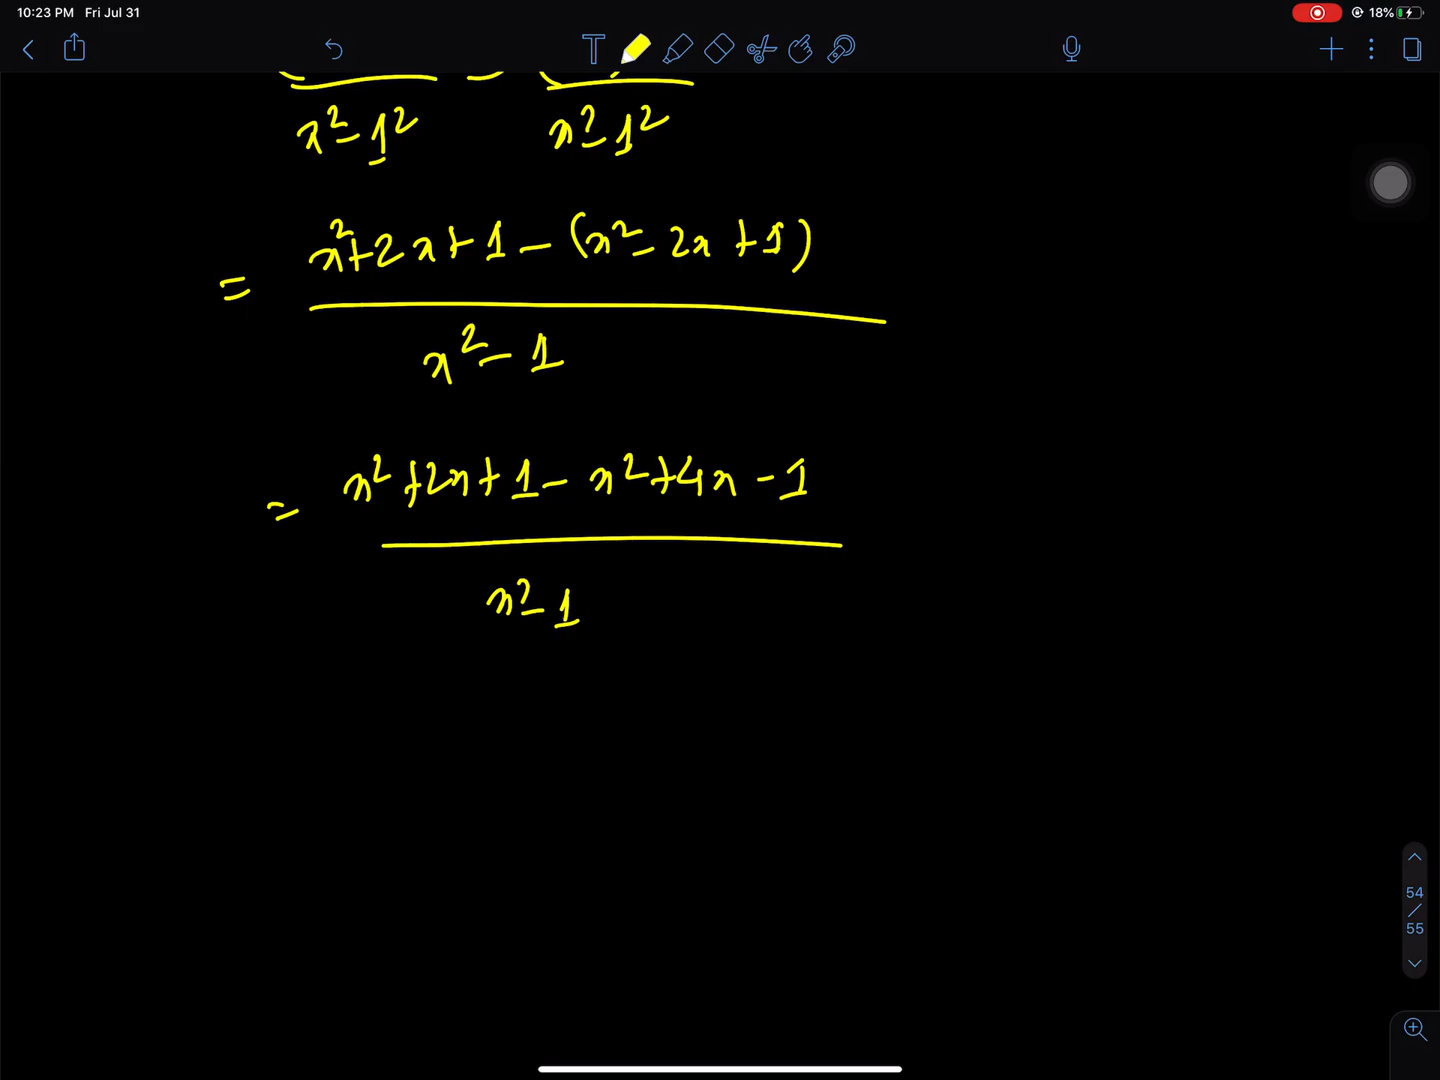 10:23 PM Fri Jul 31 18%
x²-1² x²-1²
= x²+2x+1-(x²-2x+1)
x²-1
= x²+2x+1-x²+4x-1
x²-1
54
55